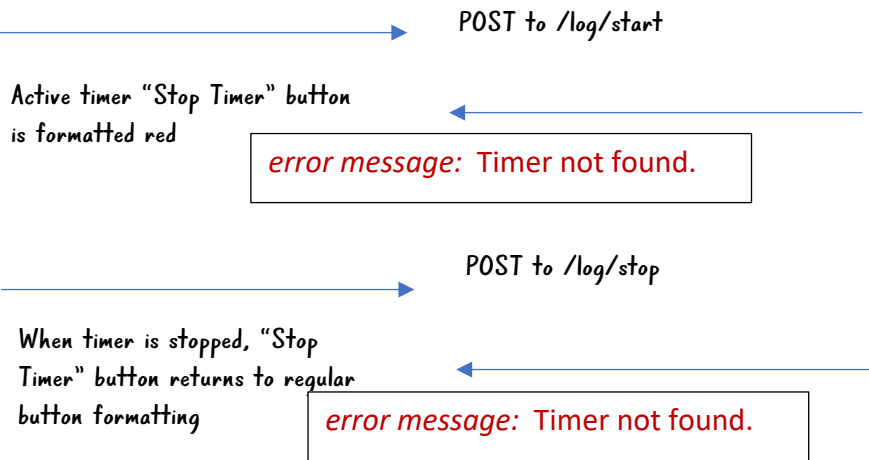 POST to /log/start
Active timer “Stop Timer” button
is formatted red
error message: Timer not found.
POST to /log/stop
When timer is stopped, “Stop
Timer” button returns to regular
button formatting
error message: Timer not found.